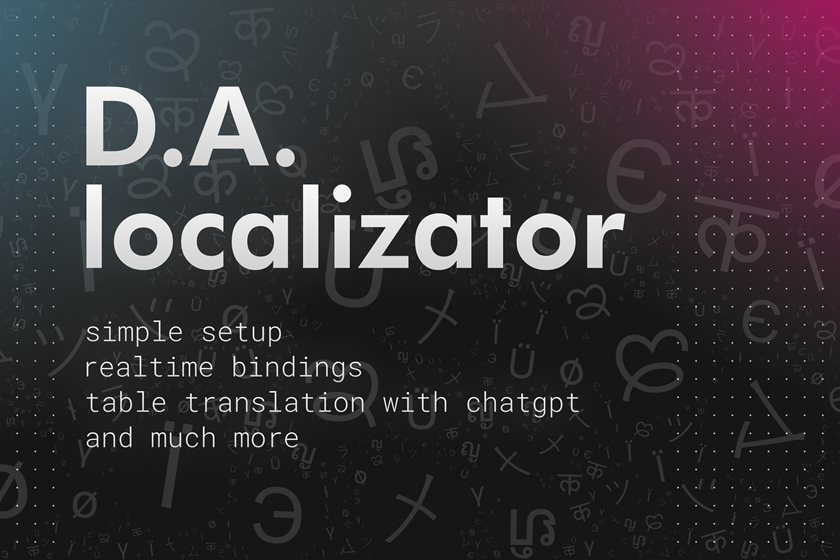 D.A.
localizator
simple setup
realtime bindings
table translation with chatgpt
and much more